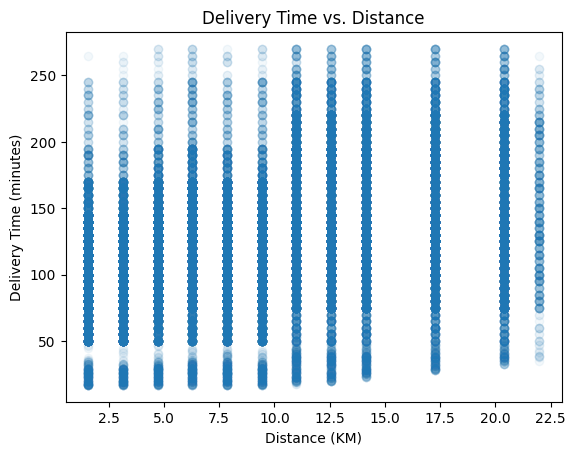 Delivery Time vs. Distance
Delivery Time (minutes)
250
200
150
100
50
2.5 5.0 7.5 10.0 12.5 15.0 17.5 20.0 22.5
Distance (KM)